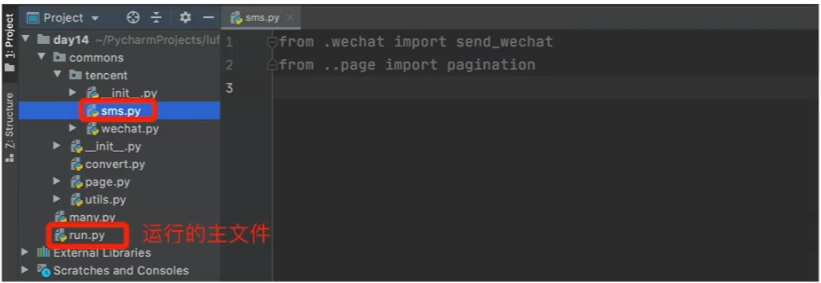 Project
sms.py
1: Project
Z: Structure
day14 ~/PycharmProjects/luf
commons
tencent
__init__.py
sms.py
wechat.py
__init__.py
convert.py
page.py
utils.py
many.py
run.py
运行的主文件
External Libraries
Scratches and Consoles
1 from .wechat import send_wechat
2 from ..page import pagination
3